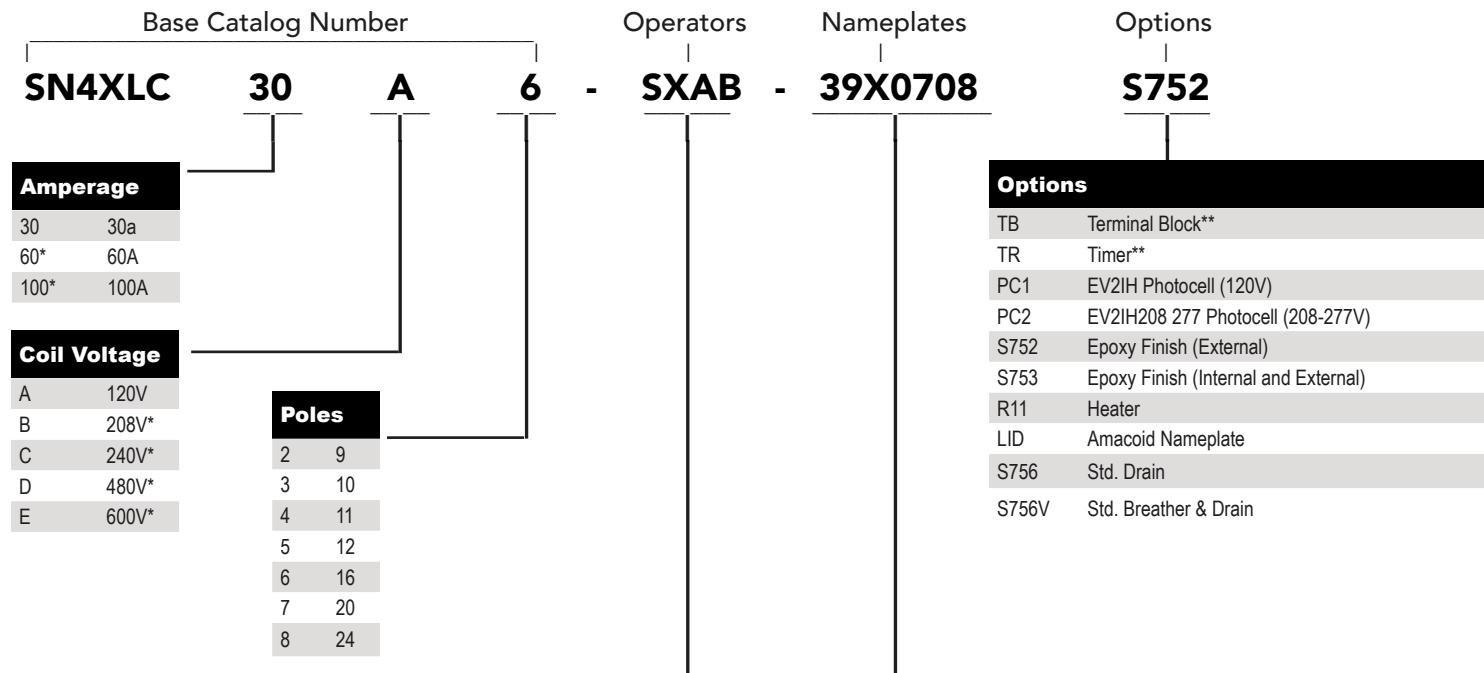 Base Catalog Number Operators Nameplates Options
SN4XLC 30 A 6 - SXAB - 39X0708 S752
Amperage
30 30a
60* 60A
100* 100A
Coil Voltage
A 120V
B 208V*
C 240V*
D 480V*
E 600V*
Poles
2 9
3 10
4 11
5 12
6 16
7 20
8 24
Options
TB Terminal Block**
TR Timer**
PC1 EV2IH Photocell (120V)
PC2 EV2IH208 277 Photocell (208-277V)
S752 Epoxy Finish (External)
S753 Epoxy Finish (Internal and External)
R11 Heater
LID Amacoid Nameplate
S756 Std. Drain
S756V Std. Breather & Drain